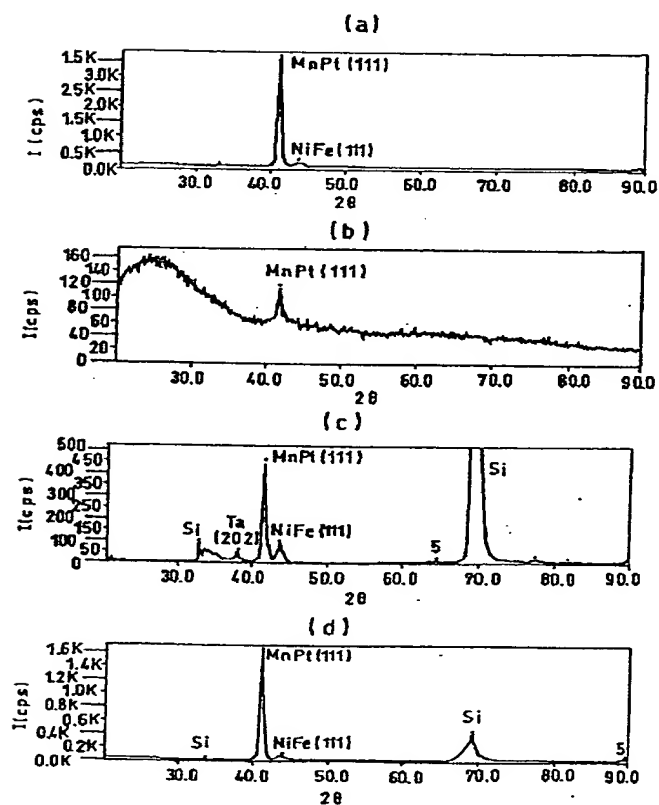 (a)
1.5K
3.0K
2.5K
2.0K
1.0K
0.5K
0.0K
I(cps)
MnPt(111)
NiFe(111)
30.0 40.0 50.0 60.0 70.0 80.0 90.0
2θ
(b)
160
140
120
100
80
60
40
20
0
I(cps)
MnPt(111)
30.0 40.0 50.0 60.0 70.0 80.0 90.0
2θ
(c)
500
450
400
350
300
250
200
150
100
50
0
I(cps)
MnPt(111)
Si
Ta
(202)
NiFe(111)
5
Si
30.0 40.0 50.0 60.0 70.0 80.0 90.0
2θ
(d)
1.6K
1.4K
1.2K
1.0K
0.8K
0.6K
0.4K
0.2K
0.0K
I(cps)
MnPt(111)
Si
NiFe(111)
Si
5
30.0 40.0 50.0 60.0 70.0 80.0 90.0
2θ